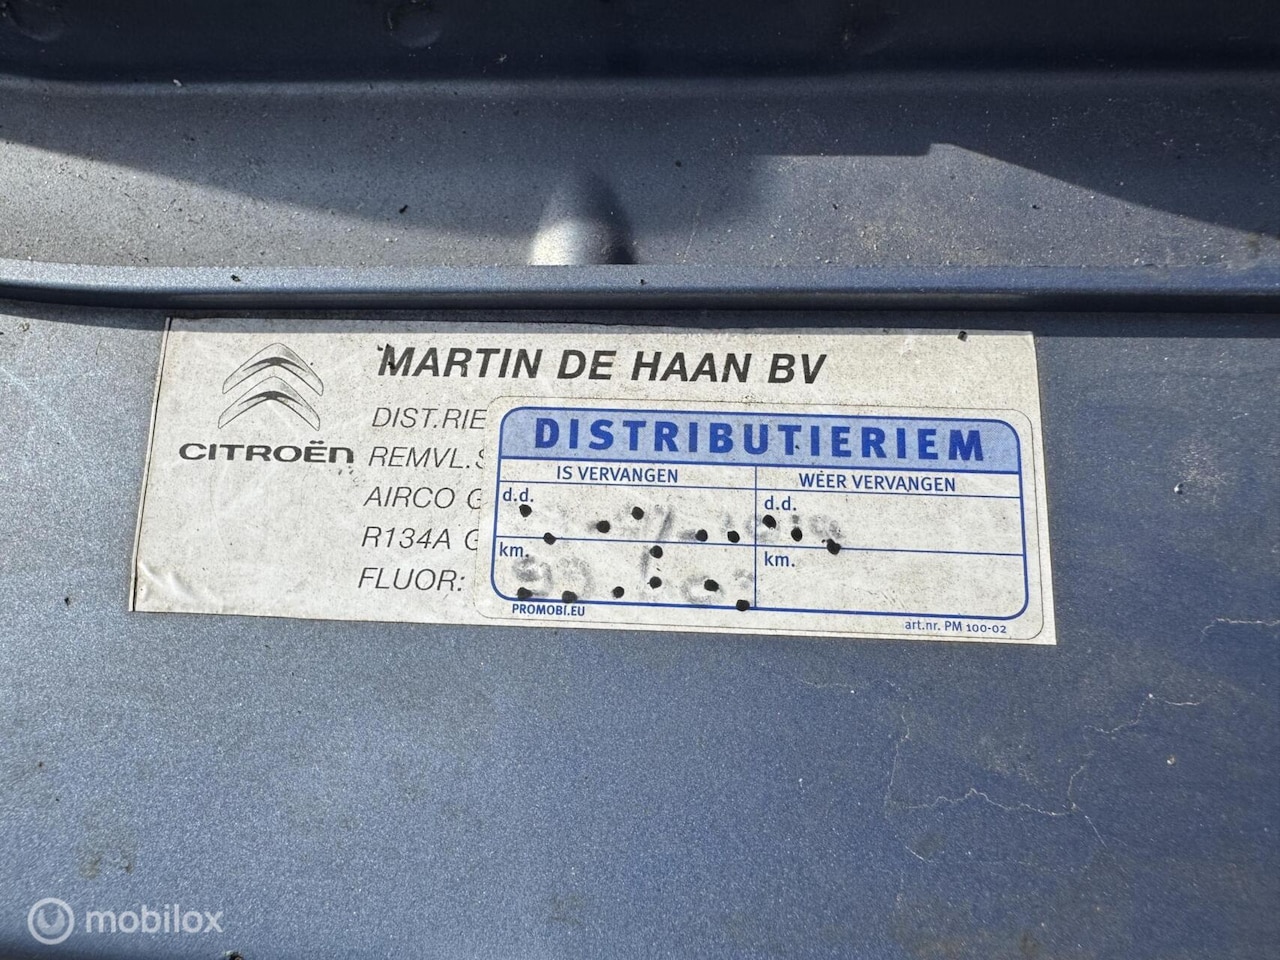 MARTIN DE HAAN BV
CITROËN
DIST.RIE
REMVL.S
AIRCO G
R134A G
FLUOR:
DISTRIBUTIERIEM
IS VERVANGEN
WEER VERVANGEN
d.d.
d.d.
km.
km.
PROMOBI.EU
art.nr. PM 100-02
mobilox